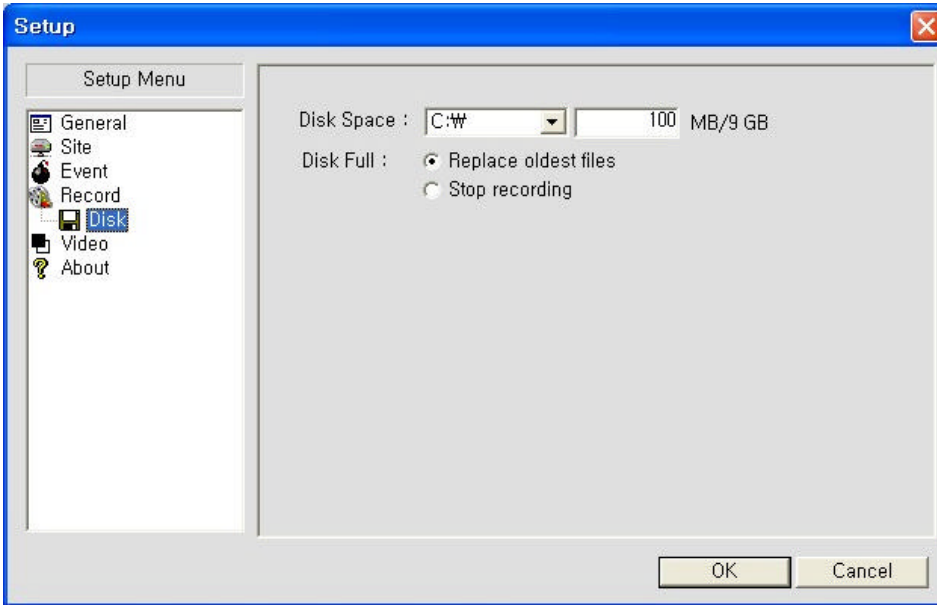 Setup
Setup Menu
General
Site
Event
Record
Disk
Video
About
Disk Space : C:₩ 100 MB/9 GB
Disk Full : Replace oldest files
Stop recording
OK Cancel